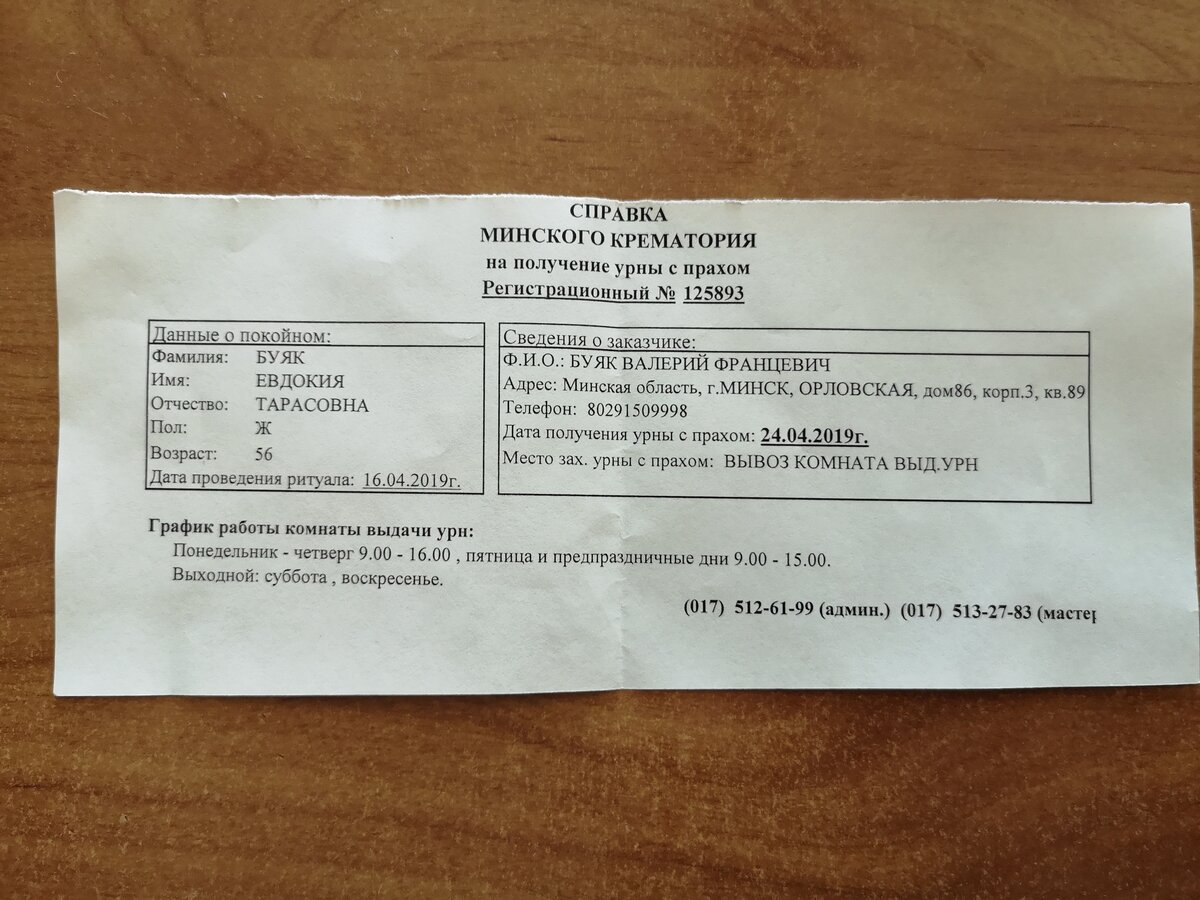 СПРАВКА
МИНСКОГО КРЕМАТОРИЯ
на получение урны с прахом
Регистрационный № 125893
Данные о покойном:
Фамилия: БУЯК
Имя: ЕВДОКИЯ
Отчество: ТАРАСОВНА
Пол: Ж
Возраст: 56
Дата проведения ритуала: 16.04.2019г.
Сведения о заказчике:
Ф.И.О.: БУЯК ВАЛЕРИЙ ФРАНЦЕВИЧ
Адрес: Минская область, г.МИНСК, ОРЛОВСКАЯ, дом86, корп.3, кв.89
Телефон: 80291509998
Дата получения урны с прахом: 24.04.2019г.
Место зах. урны с прахом: ВЫВОЗ КОМНАТА ВЫД.УРН
График работы комнаты выдачи урн:
Понедельник - четверг 9.00 - 16.00 , пятница и предпраздничные дни 9.00 - 15.00.
Выходной: суббота , воскресенье.
(017) 512-61-99 (админ.) (017) 513-27-83 (мастер